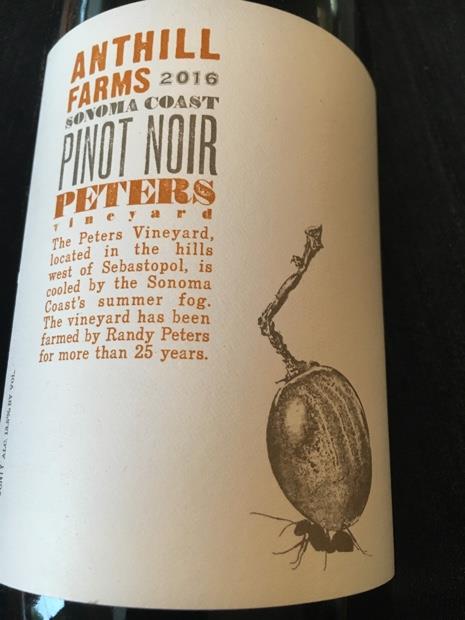 ANTHILL
FARMS 2016
SONOMA COAST
PINOT NOIR
PETERS
vineyard
The Peters Vineyard,
located in the hills
west of Sebastopol, is
cooled by the Sonoma
Coast's summer fog.
The vineyard has been
farmed by Randy Peters
for more than 25 years.